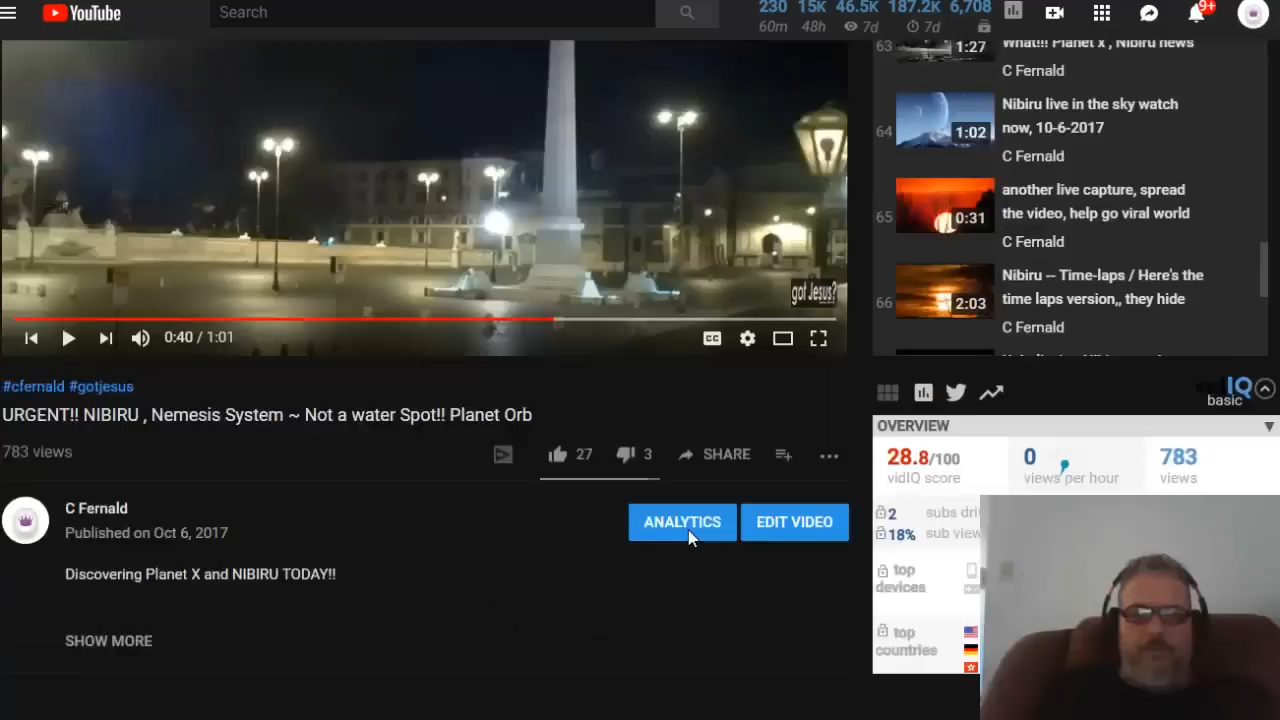 YouTube
Search
230 15K 46.5K 187.2K 6,708
60m 48h 7d 7d
9+
63
1:27
What!!! Planet x , Nibiru news
C Fernald
64
1:02
Nibiru live in the sky watch
now, 10-6-2017
C Fernald
65
0:31
another live capture, spread
the video, help go viral world
C Fernald
66
2:03
Nibiru -- Time-laps / Here's the
time laps version,, they hide
C Fernald
got Jesus?
0:40 / 1:01
CC
#cfernald #gotjesus
URGENT!! NIBIRU , Nemesis System ~ Not a water Spot!! Planet Orb
783 views
27 3 SHARE
C Fernald
Published on Oct 6, 2017
ANALYTICS EDIT VIDEO
Discovering Planet X and NIBIRU TODAY!!
SHOW MORE
IQ
basic
OVERVIEW
28.8/100 0 783
vidIQ score views per hour views
2 subs dri
18% sub view
top
devices
top
countries